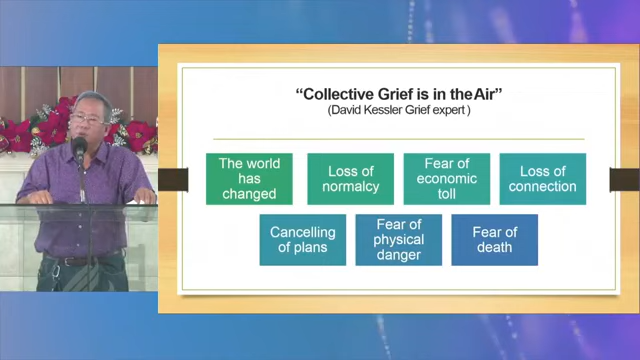 “Collective Grief is in the Air”
(David Kessler Grief expert )
The world
has
changed
Loss of
normalcy
Fear of
economic
toll
Loss of
connection
Cancelling
of plans
Fear of
physical
danger
Fear of
death